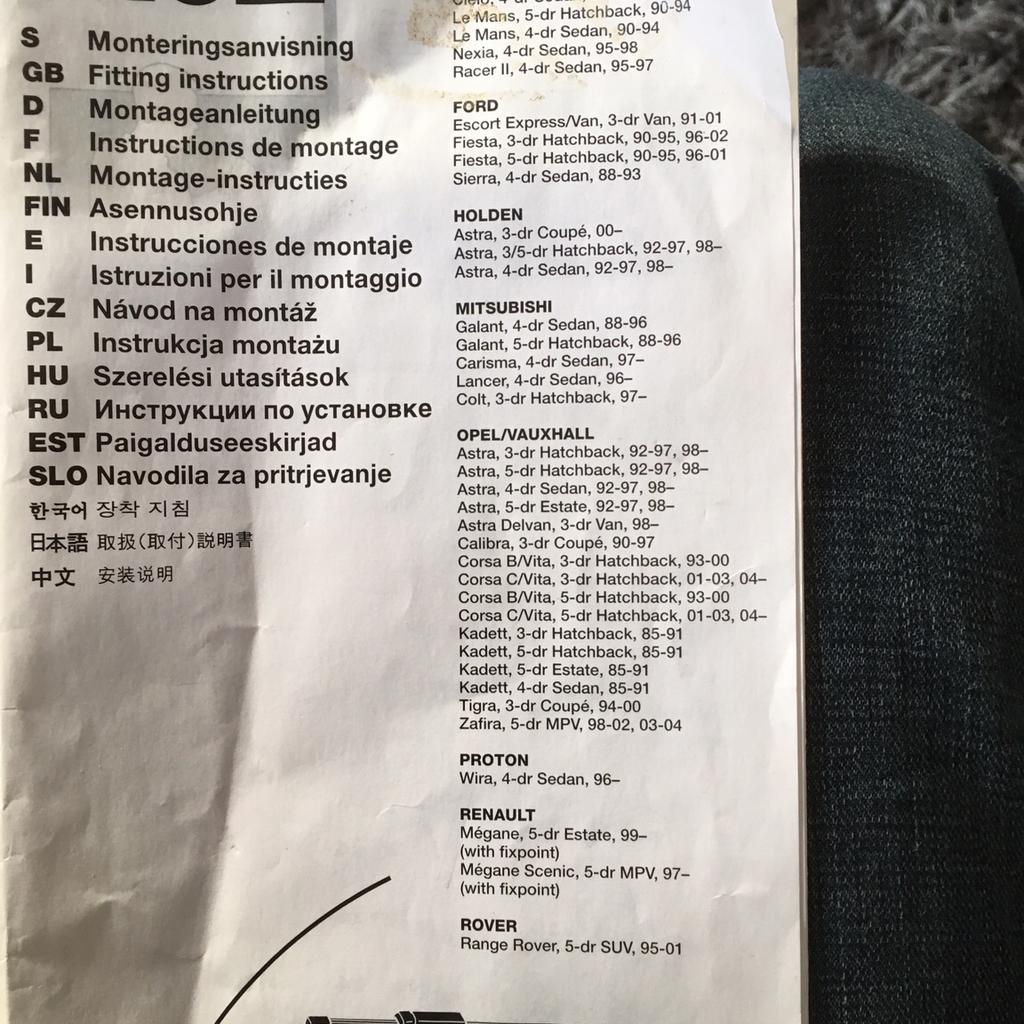 S Monteringsanvisning
GB Fitting instructions
D Montageanleitung
F Instructions de montage
NL Montage-instructies
FIN Asennusohje
E Instrucciones de montaje
I Istruzioni per il montaggio
CZ Návod na montáž
PL Instrukcja montażu
HU Szerelési utasítások
RU Инструкции по установке
EST Paigalduseeskirjad
SLO Navodila za pritrjevanje
한국어 장착 지침
日本語 取扱(取付)説明書
中文 安装说明
Le Mans, 5-dr Hatchback, 90-94
Le Mans, 4-dr Sedan, 90-94
Nexia, 4-dr Sedan, 95-98
Racer II, 4-dr Sedan, 95-97
FORD
Escort Express/Van, 3-dr Van, 91-01
Fiesta, 3-dr Hatchback, 90-95, 96-02
Fiesta, 5-dr Hatchback, 90-95, 96-01
Sierra, 4-dr Sedan, 88-93
HOLDEN
Astra, 3-dr Coupé, 00–
Astra, 3/5-dr Hatchback, 92-97, 98–
Astra, 4-dr Sedan, 92-97, 98–
MITSUBISHI
Galant, 4-dr Sedan, 88-96
Galant, 5-dr Hatchback, 88-96
Carisma, 4-dr Sedan, 97–
Lancer, 4-dr Sedan, 96–
Colt, 3-dr Hatchback, 97–
OPEL/VAUXHALL
Astra, 3-dr Hatchback, 92-97, 98–
Astra, 5-dr Hatchback, 92-97, 98–
Astra, 4-dr Sedan, 92-97, 98–
Astra, 5-dr Estate, 92-97, 98–
Astra Delvan, 3-dr Van, 98–
Calibra, 3-dr Coupé, 90-97
Corsa B/Vita, 3-dr Hatchback, 93-00
Corsa C/Vita, 3-dr Hatchback, 01-03, 04–
Corsa B/Vita, 5-dr Hatchback, 93-00
Corsa C/Vita, 5-dr Hatchback, 01-03, 04–
Kadett, 3-dr Hatchback, 85-91
Kadett, 5-dr Hatchback, 85-91
Kadett, 5-dr Estate, 85-91
Kadett, 4-dr Sedan, 85-91
Tigra, 3-dr Coupé, 94-00
Zafira, 5-dr MPV, 98-02, 03-04
PROTON
Wira, 4-dr Sedan, 96–
RENAULT
Mégane, 5-dr Estate, 99–
(with fixpoint)
Mégane Scenic, 5-dr MPV, 97–
(with fixpoint)
ROVER
Range Rover, 5-dr SUV, 95-01